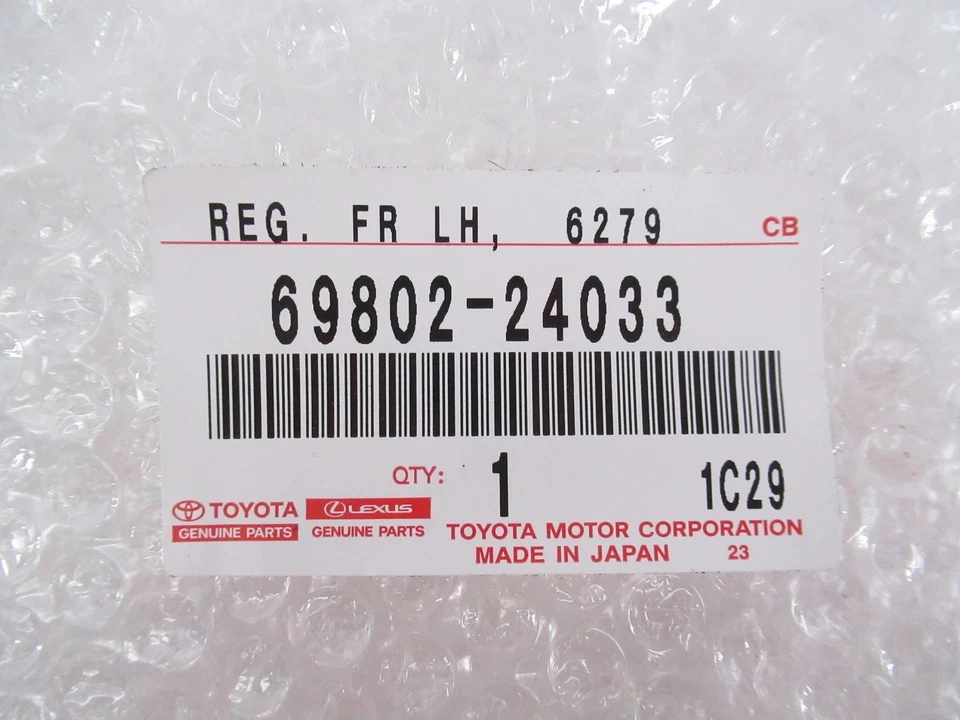 REG. FR LH, 6279 CB
69802-24033
QTY: 1 1C29
TOYOTA LEXUS
GENUINE PARTS GENUINE PARTS
TOYOTA MOTOR CORPORATION
MADE IN JAPAN 23